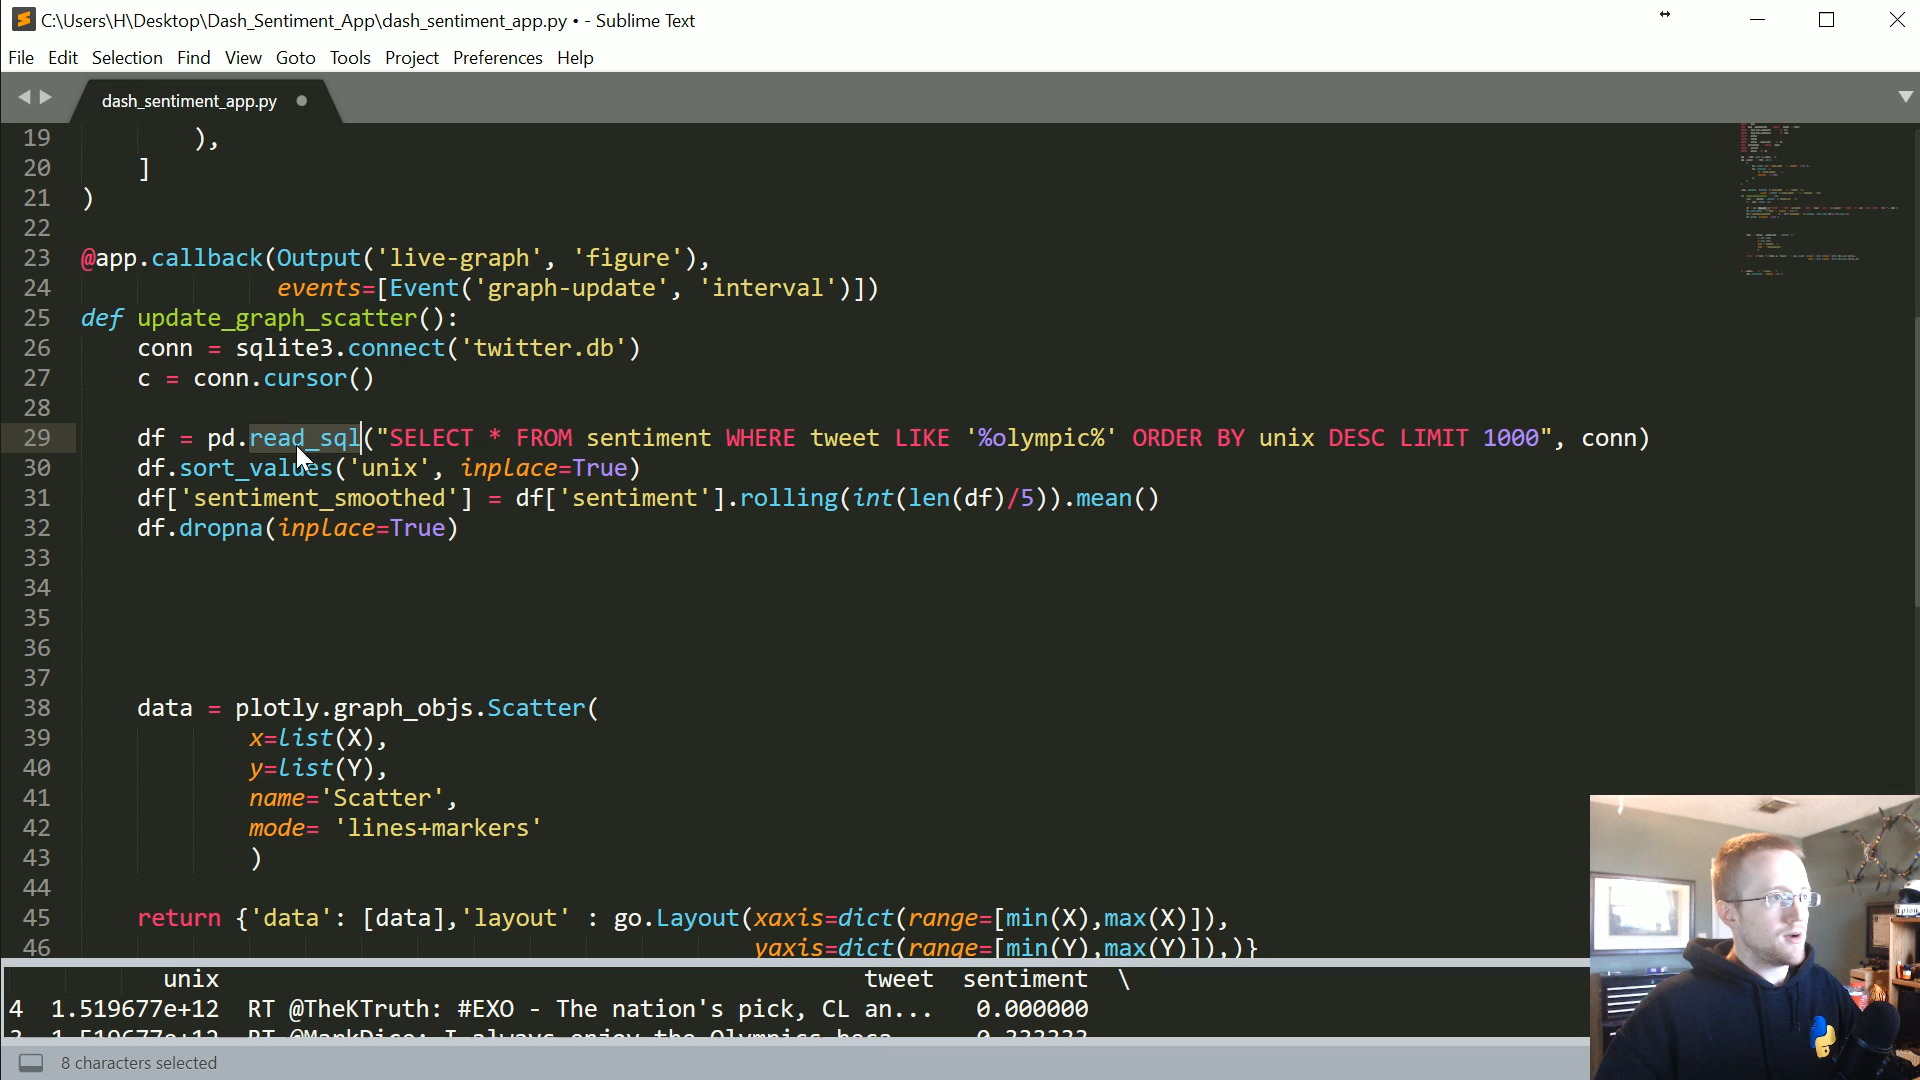 C:\Users\H\Desktop\Dash_Sentiment_App\dash_sentiment_app.py • - Sublime Text
File Edit Selection Find View Goto Tools Project Preferences Help
dash_sentiment_app.py
19 ),
20 ]
21 )
22
23 @app.callback(Output('live-graph', 'figure'),
24 events=[Event('graph-update', 'interval')])
25 def update_graph_scatter():
26 conn = sqlite3.connect('twitter.db')
27 c = conn.cursor()
28
29 df = pd.read_sql("SELECT * FROM sentiment WHERE tweet LIKE '%olympic%' ORDER BY unix DESC LIMIT 1000", conn)
30 df.sort_values('unix', inplace=True)
31 df['sentiment_smoothed'] = df['sentiment'].rolling(int(len(df)/5)).mean()
32 df.dropna(inplace=True)
33
34
35
36
37
38 data = plotly.graph_objs.Scatter(
39 x=list(X),
40 y=list(Y),
41 name='Scatter',
42 mode= 'lines+markers'
43 )
44
45 return {'data': [data],'layout' : go.Layout(xaxis=dict(range=[min(X),max(X)]),
46 yaxis=dict(range=[min(Y),max(Y)]),)}
unix tweet sentiment \
4 1.519677e+12 RT @TheKTruth: #EXO - The nation's pick, CL an... 0.000000
8 characters selected